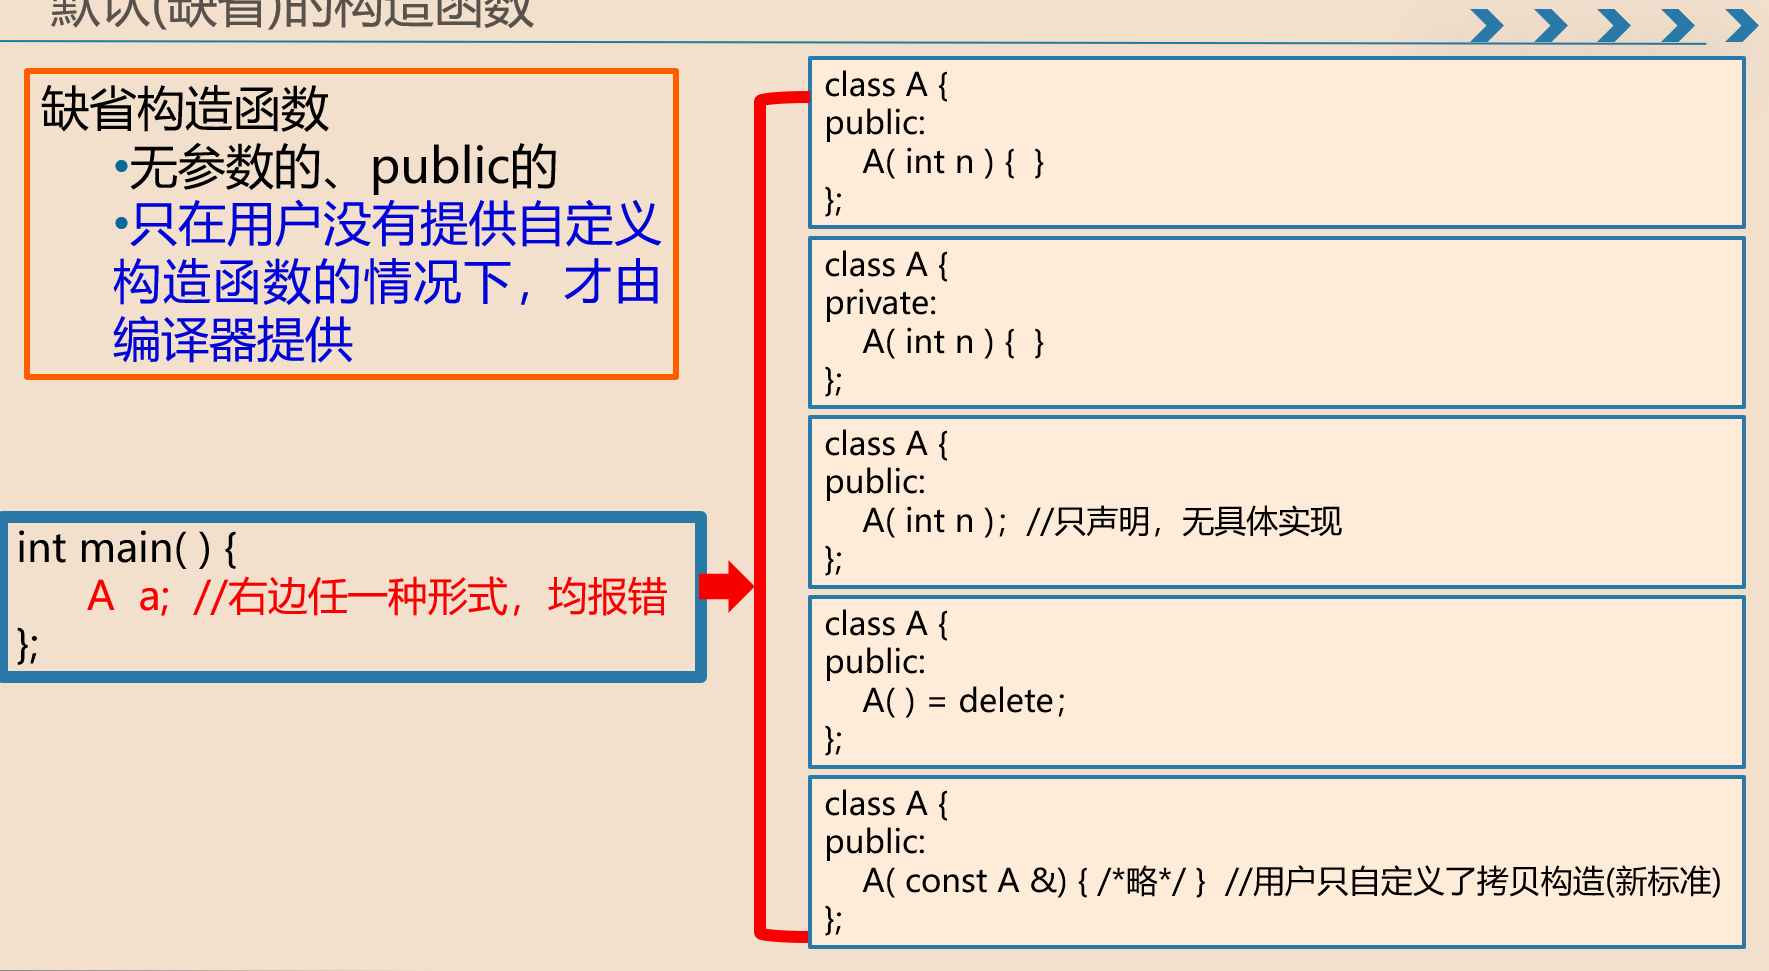 默认(缺省)的构造函数
缺省构造函数
•无参数的、public的
•只在用户没有提供自定义
构造函数的情况下，才由
编译器提供
int main( ) {
A a; //右边任一种形式，均报错
};
class A {
public:
A( int n ) { }
};
class A {
private:
A( int n ) { }
};
class A {
public:
A( int n )；//只声明，无具体实现
};
class A {
public:
A( ) = delete；
};
class A {
public:
A( const A &) { /*略*/ } //用户只自定义了拷贝构造(新标准)
};